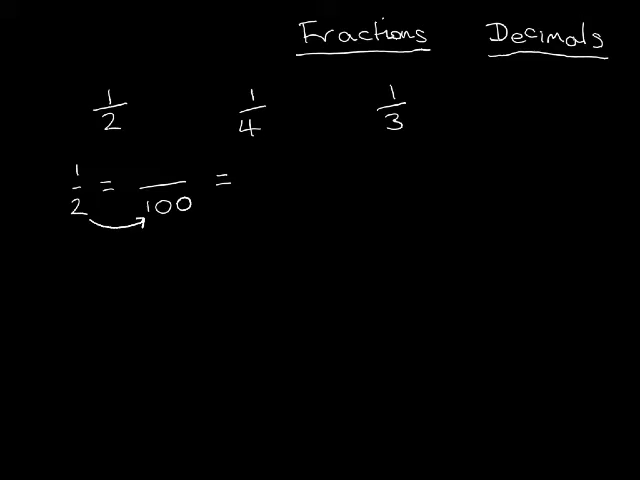 Fractions Decimals
1/2 1/4 1/3
1/2 = /100 =